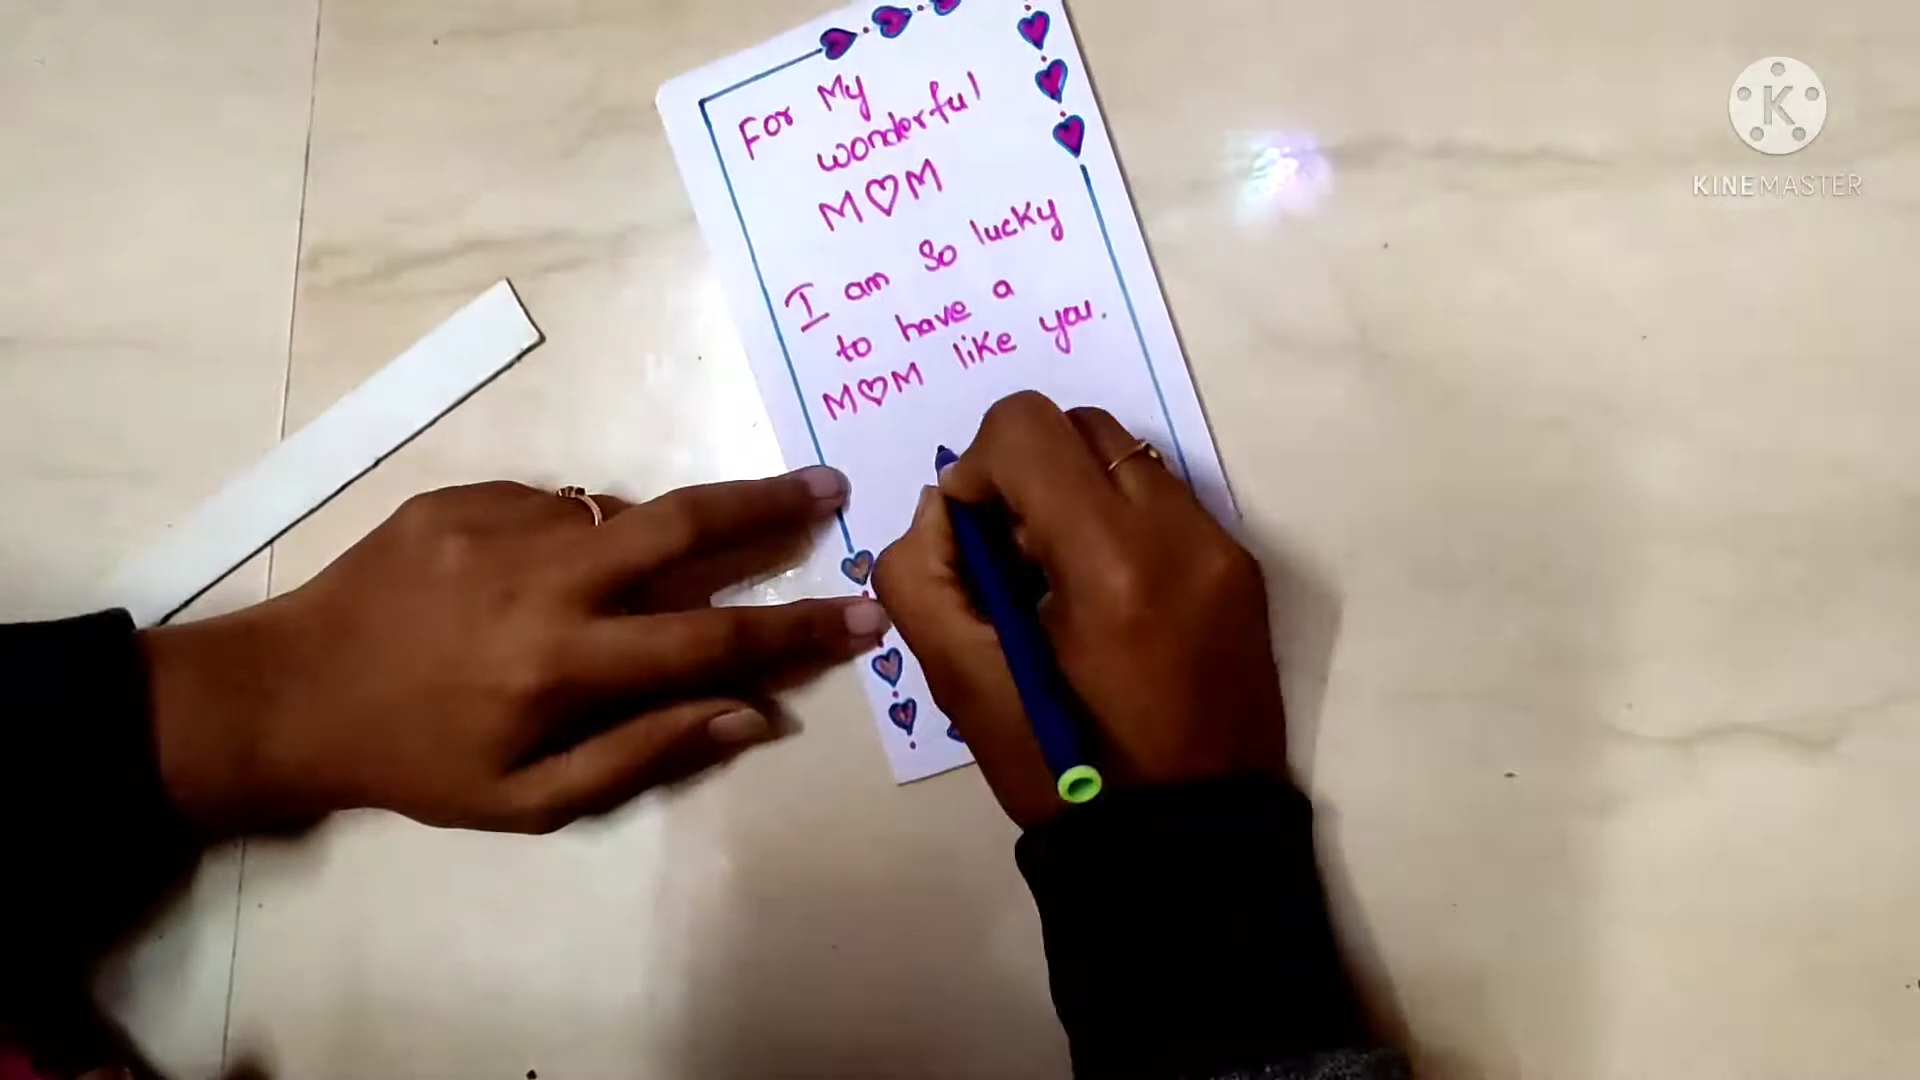 For My
wonderful
M♡M
I am so lucky
to have a
M♡M like you.
KINEMASTER